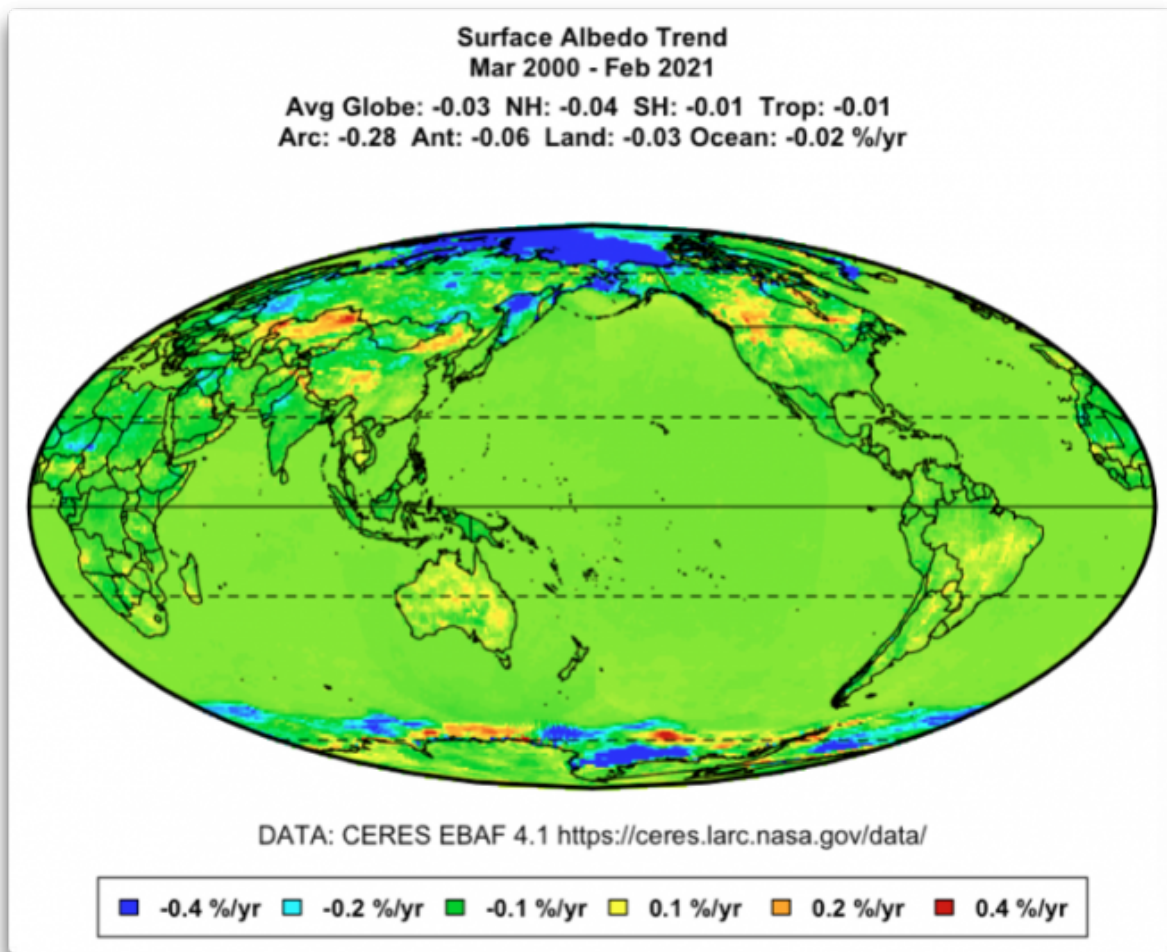 Surface Albedo Trend
Mar 2000 - Feb 2021
Avg Globe: -0.03 NH: -0.04 SH: -0.01 Trop: -0.01
Arc: -0.28 Ant: -0.06 Land: -0.03 Ocean: -0.02 %/yr
DATA: CERES EBAF 4.1 https://ceres.larc.nasa.gov/data/
-0.4 %/yr -0.2 %/yr -0.1 %/yr 0.1 %/yr 0.2 %/yr 0.4 %/yr